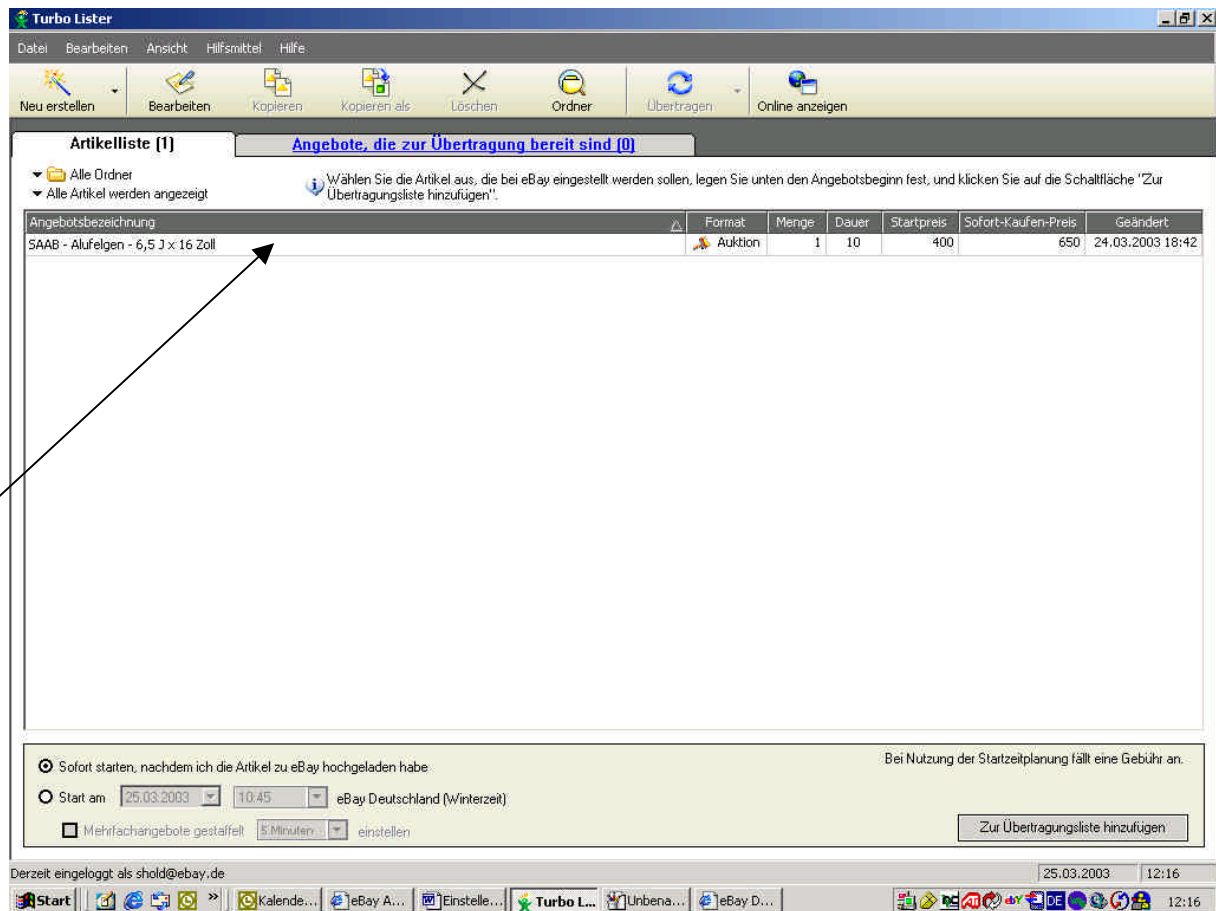 Turbo Lister
Datei Bearbeiten Ansicht Hilfsmittel Hilfe
Neu erstellen Bearbeiten Kopieren Kopieren als Löschen Ordner Übertragen Online anzeigen
Artikelliste (1) Angebote, die zur Übertragung bereit sind (0)
Alle Ordner
Alle Artikel werden angezeigt
Wählen Sie die Artikel aus, die bei eBay eingestellt werden sollen, legen Sie unten den Angebotsbeginn fest, und klicken Sie auf die Schaltfläche "Zur
Übertragungsliste hinzufügen".
Angebotsbezeichnung Format Menge Dauer Startpreis Sofort-Kaufen-Preis Geändert
SAAB - Alufelgen - 6,5 J x 16 Zoll Auktion 1 10 400 650 24.03.2003 18:42
Sofort starten, nachdem ich die Artikel zu eBay hochgeladen habe
Bei Nutzung der Startzeitplanung fällt eine Gebühr an.
Start am 25.03.2003 10:45 eBay Deutschland (Winterzeit)
Mehrfachangebote gestaffelt 5 Minuten einstellen
Zur Übertragungsliste hinzufügen
Derzeit eingeloggt als shold@ebay.de 25.03.2003 12:16
Start » Kalende... eBay A... Einstelle... Turbo L... Unbena... eBay D... DE 12:16